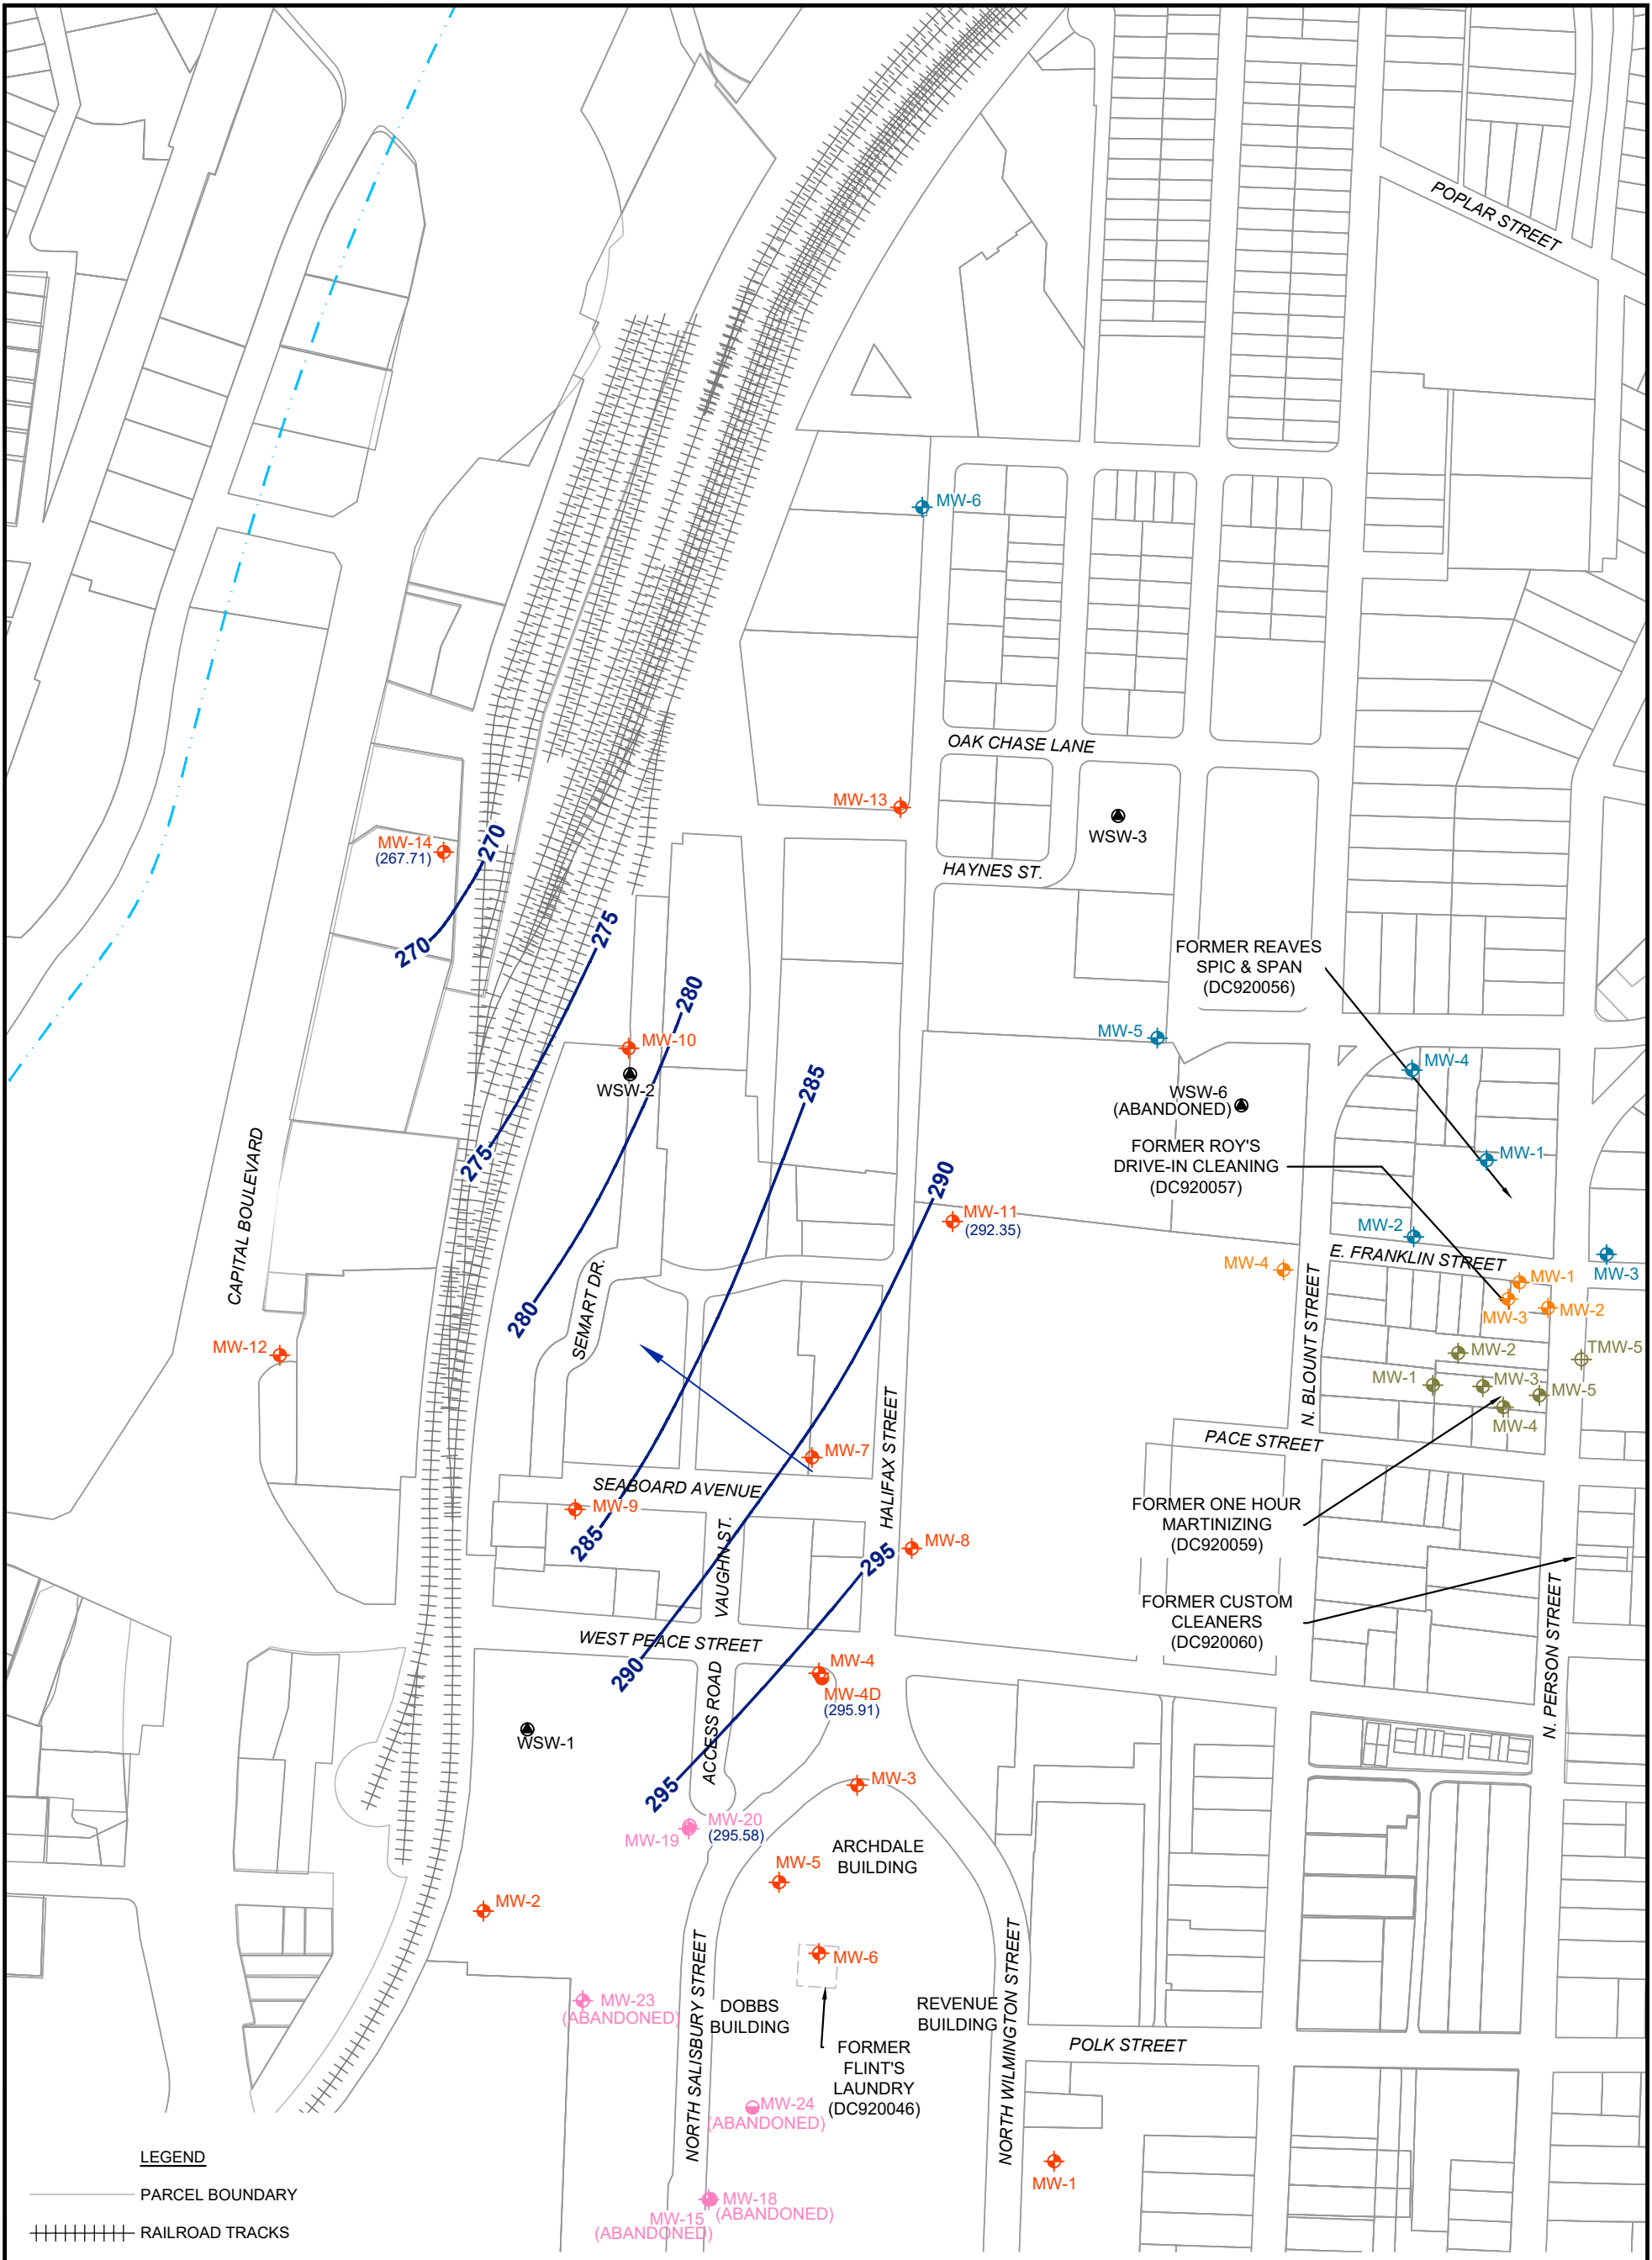 POPLAR STREET
MW-6
OAK CHASE LANE
MW-13
WSW-3
MW-14
(267.71)
270
HAYNES ST.
270
275
FORMER REAVES
SPIC & SPAN
(DC920056)
280
MW-10
MW-5
MW-4
WSW-2
285
WSW-6
(ABANDONED)
FORMER ROY'S
DRIVE-IN CLEANING
(DC920057)
MW-1
275
290
CAPITAL BOULEVARD
MW-11
(292.35)
MW-2
E. FRANKLIN STREET
MW-3
MW-4
MW-1
MW-3
MW-2
280
SEMART DR.
N. BLOUNT STREET
MW-12
MW-2
TMW-5
MW-1
MW-3
MW-5
MW-4
HALIFAX STREET
MW-7
PACE STREET
SEABOARD AVENUE
MW-9
FORMER ONE HOUR
MARTINIZING
(DC920059)
285
VAUGHN ST.
MW-8
295
FORMER CUSTOM
CLEANERS
(DC920060)
N. PERSON STREET
WEST PEACE STREET
290
MW-4
MW-4D
(295.91)
ACCESS ROAD
WSW-1
MW-3
295
MW-20
(295.58)
MW-19
ARCHDALE
BUILDING
MW-5
MW-2
MW-6
NORTH SALISBURY STREET
NORTH WILMINGTON STREET
MW-23
(ABANDONED)
DOBBS
BUILDING
REVENUE
BUILDING
POLK STREET
FORMER
FLINT'S
LAUNDRY
(DC920046)
MW-24
(ABANDONED)
MW-1
MW-18
(ABANDONED)
MW-15
(ABANDONED)
LEGEND
PARCEL BOUNDARY
RAILROAD TRACKS